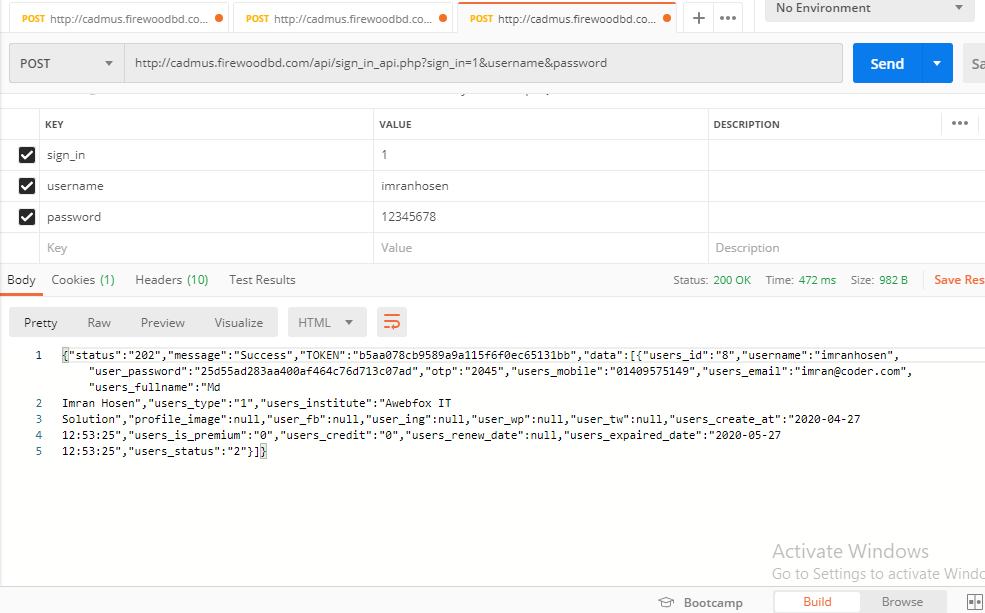 POST http://cadmus.firewoodbd.co... POST http://cadmus.firewoodbd.co... POST http://cadmus.firewoodbd.co... + ••• No Environment
POST http://cadmus.firewoodbd.com/api/sign_in_api.php?sign_in=1&username&password Send Sa
KEY VALUE DESCRIPTION •••
sign_in 1
username imranhosen
password 12345678
Key Value Description
Body Cookies (1) Headers (10) Test Results Status: 200 OK Time: 472 ms Size: 982 B Save Res
Pretty Raw Preview Visualize HTML
1 {"status":"202","message":"Success","TOKEN":"b5aa078cb9589a9a115f6f0ec65131bb","data":[{"users_id":"8","username":"imranhosen",
"user_password":"25d55ad283aa400af464c76d713c07ad","otp":"2045","users_mobile":"01409575149","users_email":"imran@coder.com",
"users_fullname":"Md
2 Imran Hosen","users_type":"1","users_institute":"Awebfox IT
3 Solution","profile_image":null,"user_fb":null,"user_ing":null,"user_wp":null,"user_tw":null,"users_create_at":"2020-04-27
4 12:53:25","users_is_premium":"0","users_credit":"0","users_renew_date":null,"users_expaired_date":"2020-05-27
5 12:53:25","users_status":"2"}]}
Activate Windows
Go to Settings to activate Windo
Bootcamp Build Browse